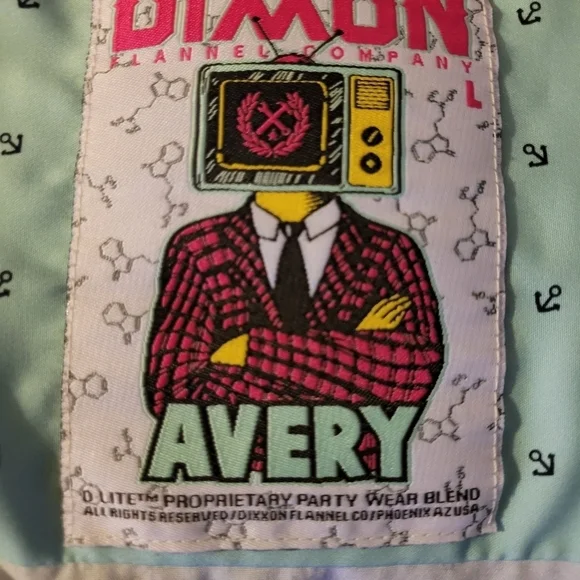 DIXXON
FLANNEL COMPANY
L
AVERY
D LITE™ PROPRIETARY PARTY WEAR BLEND
ALL RIGHTS RESERVED/DIXXON FLANNEL CO/PHOENIX AZ USA